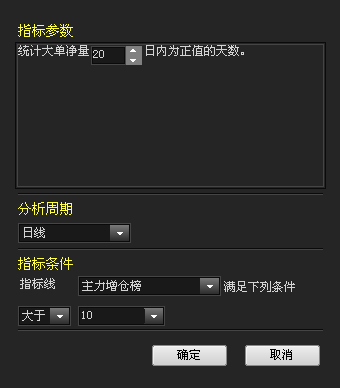 指标参数
统计大单净量 20 日内为正值的天数。
分析周期
日线
指标条件
指标线 主力增仓榜 满足下列条件
大于 10
确定 取消